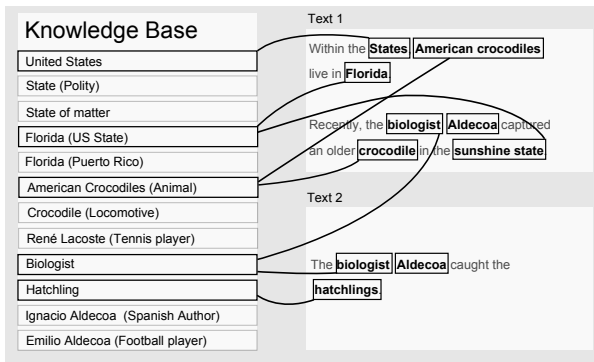 Knowledge Base
United States
State (Polity)
State of matter
Florida (US State)
Florida (Puerto Rico)
American Crocodiles (Animal)
Crocodile (Locomotive)
René Lacoste (Tennis player)
Biologist
Hatchling
Ignacio Aldecoa (Spanish Author)
Emilio Aldecoa (Football player)
Text 1
Within the States, American crocodiles
live in Florida.
Recently, the biologist Aldecoa captured
an older crocodile in the sunshine state.
Text 2
The biologist Aldecoa caught the
hatchlings.